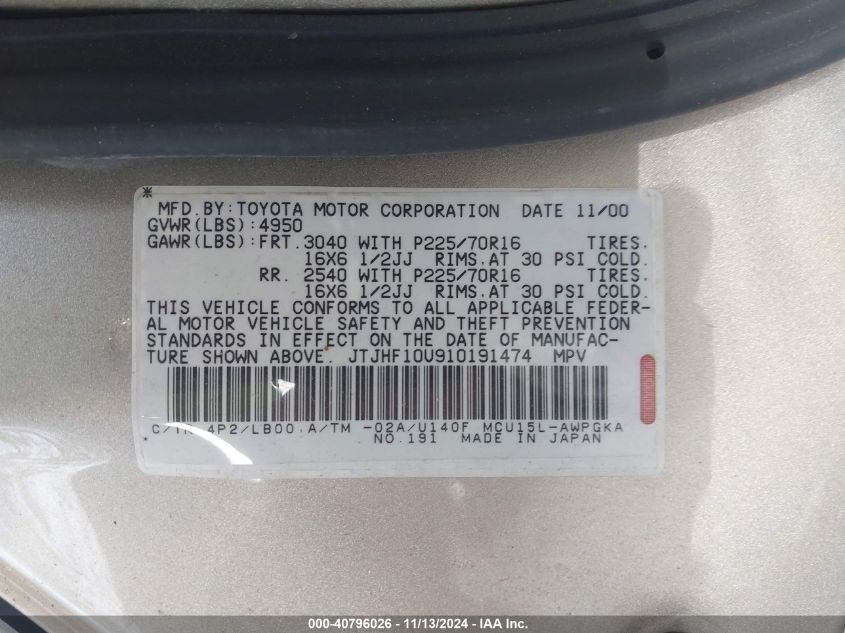 MFD.BY:TOYOTA MOTOR CORPORATION DATE 11/00
GVWR(LBS):4950
GAWR(LBS):FRT.3040 WITH P225/70R16 TIRES.
16X6 1/2JJ RIMS.AT 30 PSI COLD.
RR. 2540 WITH P225/70R16 TIRES.
16X6 1/2JJ RIMS.AT 30 PSI COLD.
THIS VEHICLE CONFORMS TO ALL APPLICABLE FEDER-
AL MOTOR VEHICLE SAFETY AND THEFT PREVENTION
STANDARDS IN EFFECT ON THE DATE OF MANUFAC-
TURE SHOWN ABOVE. JTJHF10U910191474 MPV
C/TR 4P2/LB00 A/TM -02A/U140F MCU15L-AWPGKA
NO.191 MADE IN JAPAN
000-40796026 - 11/13/2024 - IAA Inc.